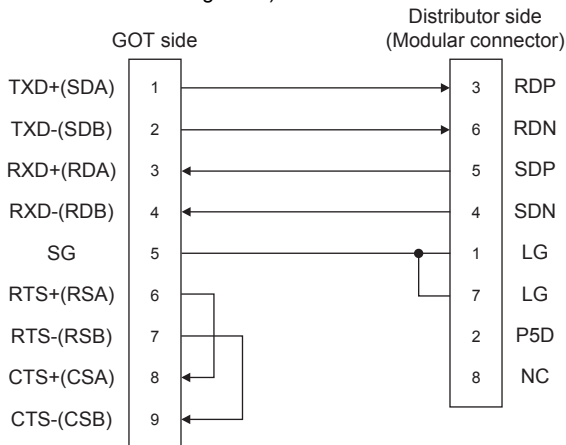 Distributor side
GOT side (Modular connector)
TXD+(SDA) 1 3 RDP
TXD-(SDB) 2 6 RDN
RXD+(RDA) 3 5 SDP
RXD-(RDB) 4 4 SDN
SG 5 1 LG
RTS+(RSA) 6 7 LG
RTS-(RSB) 7 2 P5D
CTS+(CSA) 8 8 NC
CTS-(CSB) 9